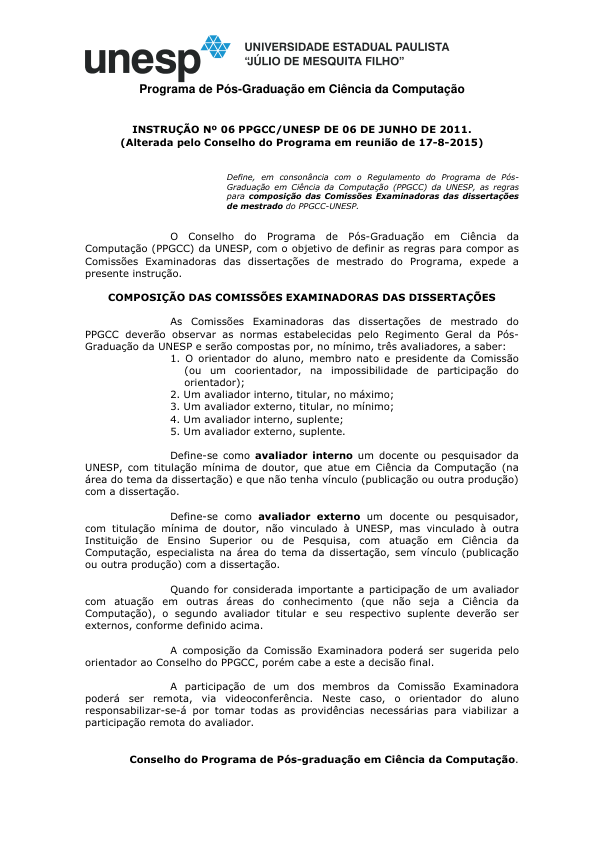 unesp
UNIVERSIDADE ESTADUAL PAULISTA
“JÚLIO DE MESQUITA FILHO”
Programa de Pós-Graduação em Ciência da Computação
INSTRUÇÃO Nº 06 PPGCC/UNESP DE 06 DE JUNHO DE 2011.
(Alterada pelo Conselho do Programa em reunião de 17-8-2015)
Define, em consonância com o Regulamento do Programa de Pós-
Graduação em Ciência da Computação (PPGCC) da UNESP, as regras
para composição das Comissões Examinadoras das dissertações
de mestrado do PPGCC-UNESP.
O Conselho do Programa de Pós-Graduação em Ciência da
Computação (PPGCC) da UNESP, com o objetivo de definir as regras para compor as
Comissões Examinadoras das dissertações de mestrado do Programa, expede a
presente instrução.
COMPOSIÇÃO DAS COMISSÕES EXAMINADORAS DAS DISSERTAÇÕES
As Comissões Examinadoras das dissertações de mestrado do
PPGCC deverão observar as normas estabelecidas pelo Regimento Geral da Pós-
Graduação da UNESP e serão compostas por, no mínimo, três avaliadores, a saber:
1. O orientador do aluno, membro nato e presidente da Comissão
(ou um coorientador, na impossibilidade de participação do
orientador);
2. Um avaliador interno, titular, no máximo;
3. Um avaliador externo, titular, no mínimo;
4. Um avaliador interno, suplente;
5. Um avaliador externo, suplente.
Define-se como avaliador interno um docente ou pesquisador da
UNESP, com titulação mínima de doutor, que atue em Ciência da Computação (na
área do tema da dissertação) e que não tenha vínculo (publicação ou outra produção)
com a dissertação.
Define-se como avaliador externo um docente ou pesquisador,
com titulação mínima de doutor, não vinculado à UNESP, mas vinculado à outra
Instituição de Ensino Superior ou de Pesquisa, com atuação em Ciência da
Computação, especialista na área do tema da dissertação, sem vínculo (publicação
ou outra produção) com a dissertação.
Quando for considerada importante a participação de um avaliador
com atuação em outras áreas do conhecimento (que não seja a Ciência da
Computação), o segundo avaliador titular e seu respectivo suplente deverão ser
externos, conforme definido acima.
A composição da Comissão Examinadora poderá ser sugerida pelo
orientador ao Conselho do PPGCC, porém cabe a este a decisão final.
A participação de um dos membros da Comissão Examinadora
poderá ser remota, via videoconferência. Neste caso, o orientador do aluno
responsabilizar-se-á por tomar todas as providências necessárias para viabilizar a
participação remota do avaliador.
Conselho do Programa de Pós-graduação em Ciência da Computação.